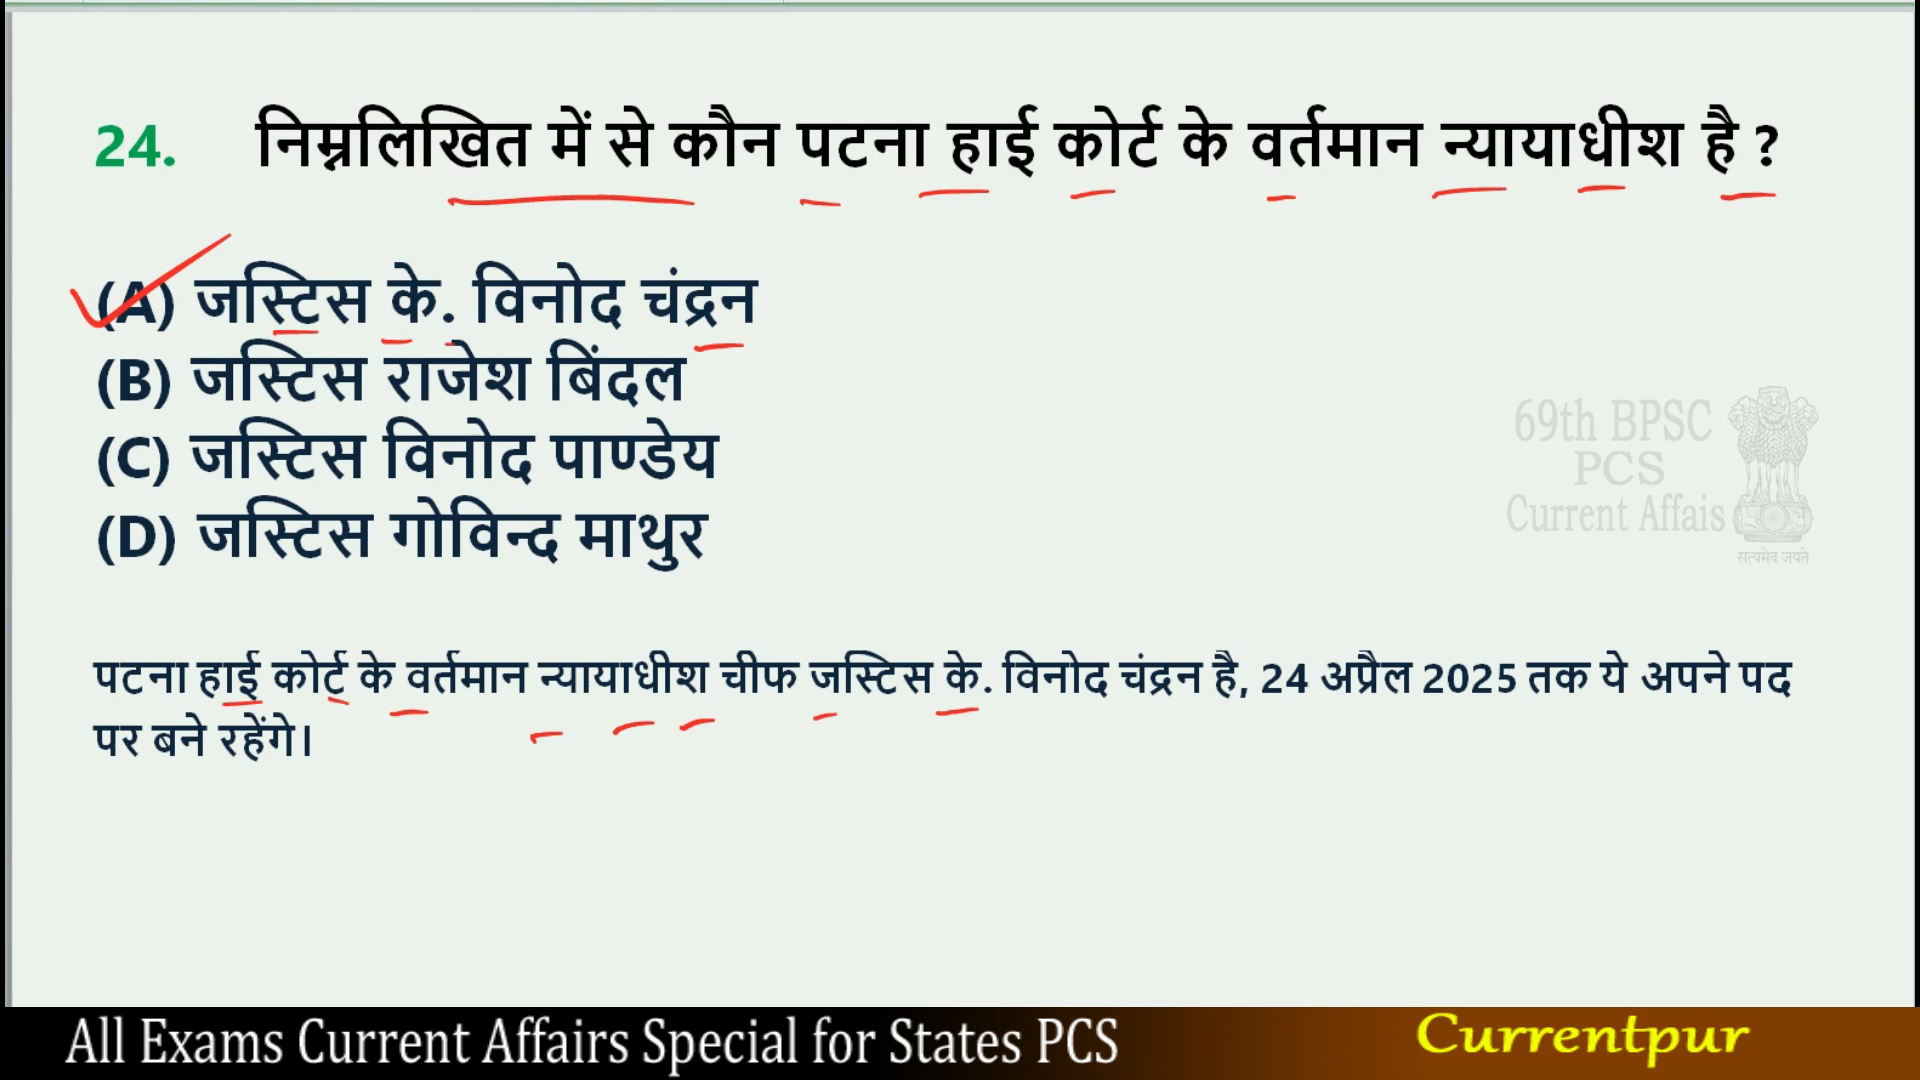 24. निम्नलिखित में से कौन पटना हाई कोर्ट के वर्तमान न्यायाधीश है ?
(A) जस्टिस के. विनोद चंद्रन
(B) जस्टिस राजेश बिंदल
(C) जस्टिस विनोद पाण्डेय
(D) जस्टिस गोविन्द माथुर
69th BPSC
PCS
Current Affais
सत्यमेव जयते
पटना हाई कोर्ट के वर्तमान न्यायाधीश चीफ जस्टिस के. विनोद चंद्रन है, 24 अप्रैल 2025 तक ये अपने पद
पर बने रहेंगे।
All Exams Current Affairs Special for States PCS
Currentpur